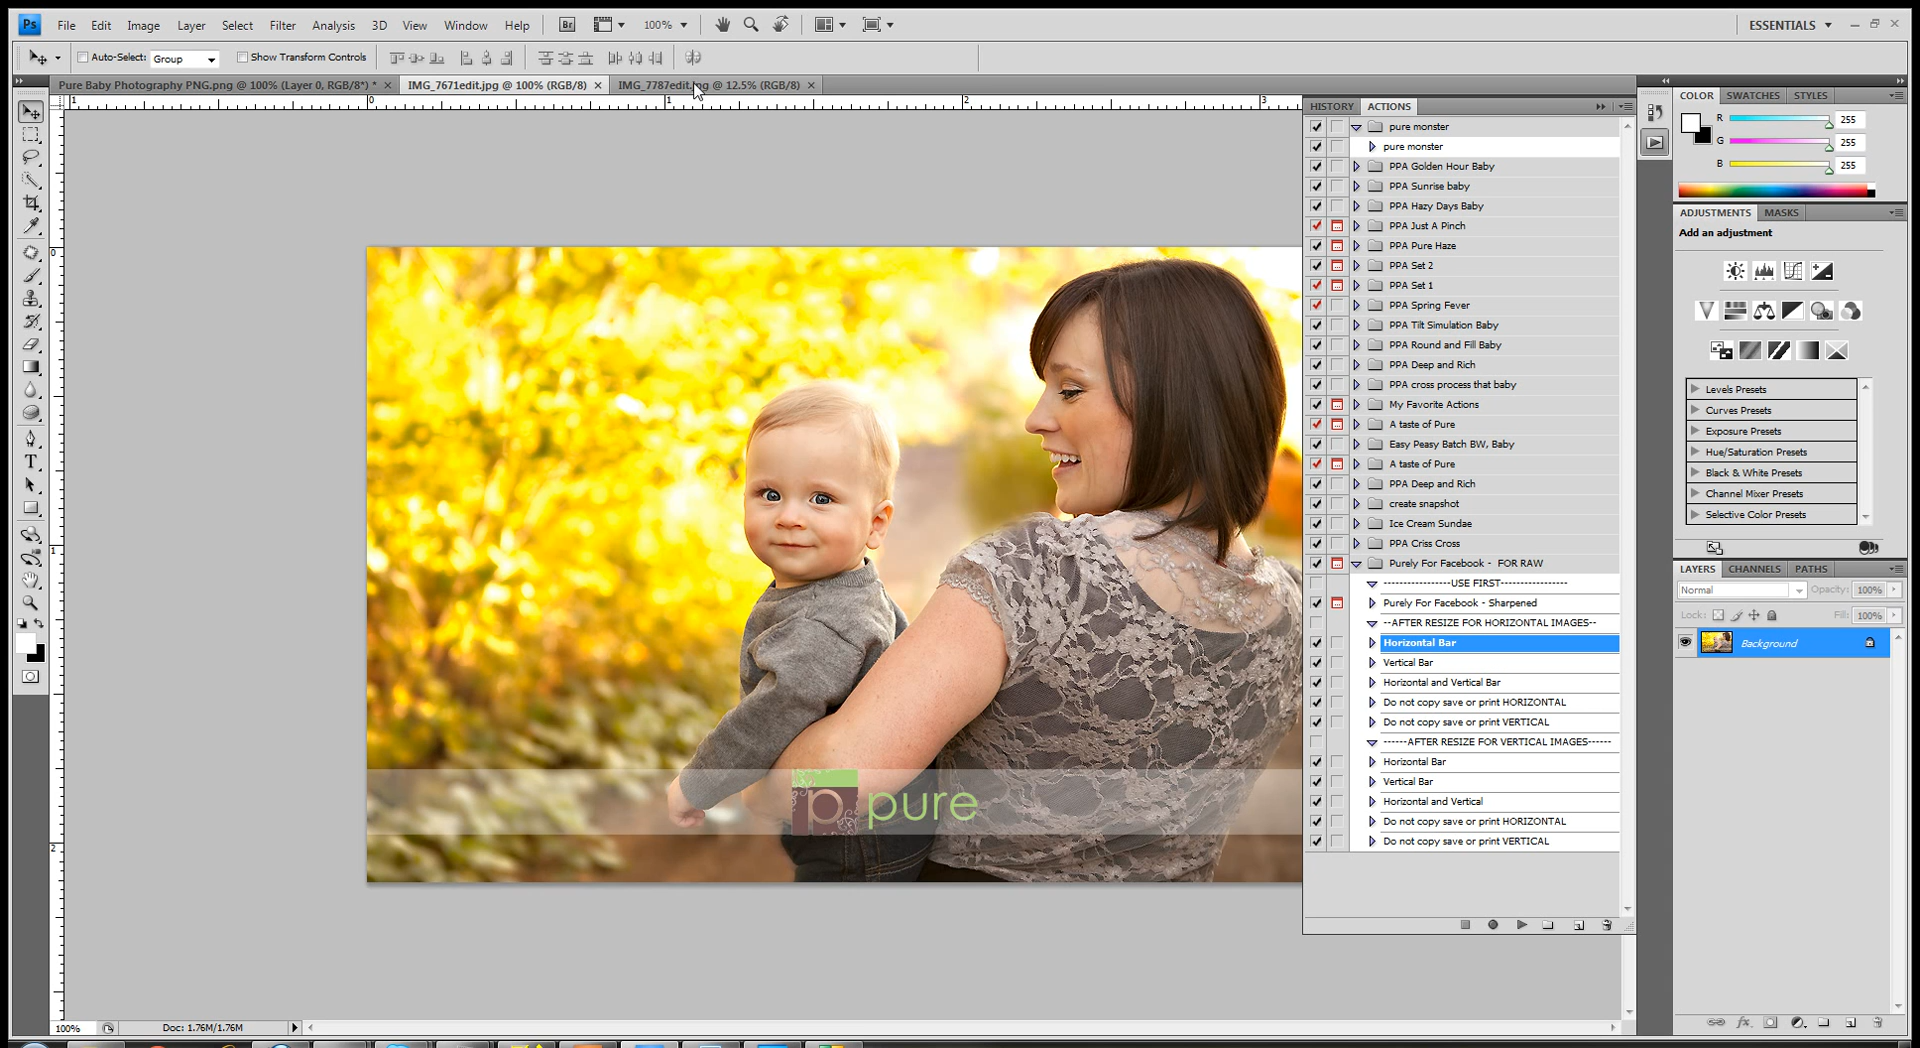 Ps File Edit Image Layer Select Filter Analysis 3D View Window Help Br 100% ESSENTIALS
Auto-Select: Group Show Transform Controls
Pure Baby Photography PNG.png @ 100% (Layer 0, RGB/8*) * IMG_7671edit.jpg @ 100% (RGB/8) IMG_7787edit.jpg @ 12.5% (RGB/8)
1 0 1 2 3
0
1
2
p pure
HISTORY ACTIONS
pure monster
pure monster
PPA Golden Hour Baby
PPA Sunrise baby
PPA Hazy Days Baby
PPA Just A Pinch
PPA Pure Haze
PPA Set 2
PPA Set 1
PPA Spring Fever
PPA Tilt Simulation Baby
PPA Round and Fill Baby
PPA Deep and Rich
PPA cross process that baby
My Favorite Actions
A taste of Pure
Easy Peasy Batch BW, Baby
A taste of Pure
PPA Deep and Rich
create snapshot
Ice Cream Sundae
PPA Criss Cross
Purely For Facebook - FOR RAW
-----------------USE FIRST-----------------
Purely For Facebook - Sharpened
--AFTER RESIZE FOR HORIZONTAL IMAGES--
Horizontal Bar
Vertical Bar
Horizontal and Vertical Bar
Do not copy save or print HORIZONTAL
Do not copy save or print VERTICAL
------AFTER RESIZE FOR VERTICAL IMAGES------
Horizontal Bar
Vertical Bar
Horizontal and Vertical
Do not copy save or print HORIZONTAL
Do not copy save or print VERTICAL
COLOR SWATCHES STYLES
R 255
G 255
B 255
ADJUSTMENTS MASKS
Add an adjustment
Levels Presets
Curves Presets
Exposure Presets
Hue/Saturation Presets
Black & White Presets
Channel Mixer Presets
Selective Color Presets
LAYERS CHANNELS PATHS
Normal Opacity: 100%
Lock: Fill: 100%
Background
100% Doc: 1.76M/1.76M